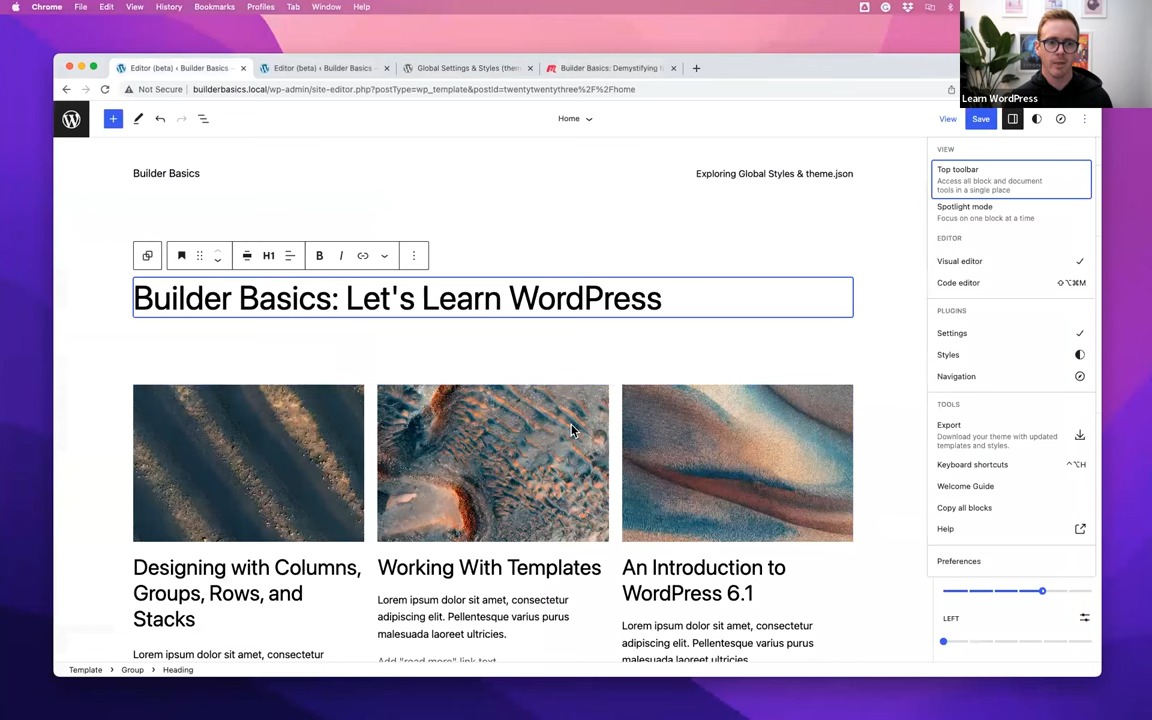 Chrome File Edit View History Bookmarks Profiles Tab Window Help
Learn WordPress
Editor (beta) ‹ Builder Basics
Editor (beta) ‹ Builder Basics
Global Settings & Styles (them
Builder Basics: Demystifying
Not Secure
builderbasics.local/wp-admin/site-editor.php?postType=wp_template&postId=twentytwentythree%2F%2Fhome
Home
View
Save
Builder Basics
Exploring Global Styles & theme.json
H1
B
I
Builder Basics: Let's Learn WordPress
Designing with Columns,
Groups, Rows, and
Stacks
Lorem ipsum dolor sit amet, consectetur
Working With Templates
Lorem ipsum dolor sit amet, consectetur
adipiscing elit. Pellentesque varius purus
malesuada laoreet ultricies.
Add "read more" link text
An Introduction to
WordPress 6.1
Lorem ipsum dolor sit amet, consectetur
adipiscing elit. Pellentesque varius purus
malesuada laoreet ultricies.
VIEW
Top toolbar
Access all block and document
tools in a single place
Spotlight mode
Focus on one block at a time
EDITOR
Visual editor
Code editor ⇧⌥⌘M
PLUGINS
Settings
Styles
Navigation
TOOLS
Export
Download your theme with updated
templates and styles.
Keyboard shortcuts ⌃⌥H
Welcome Guide
Copy all blocks
Help
Preferences
LEFT
Template > Group > Heading